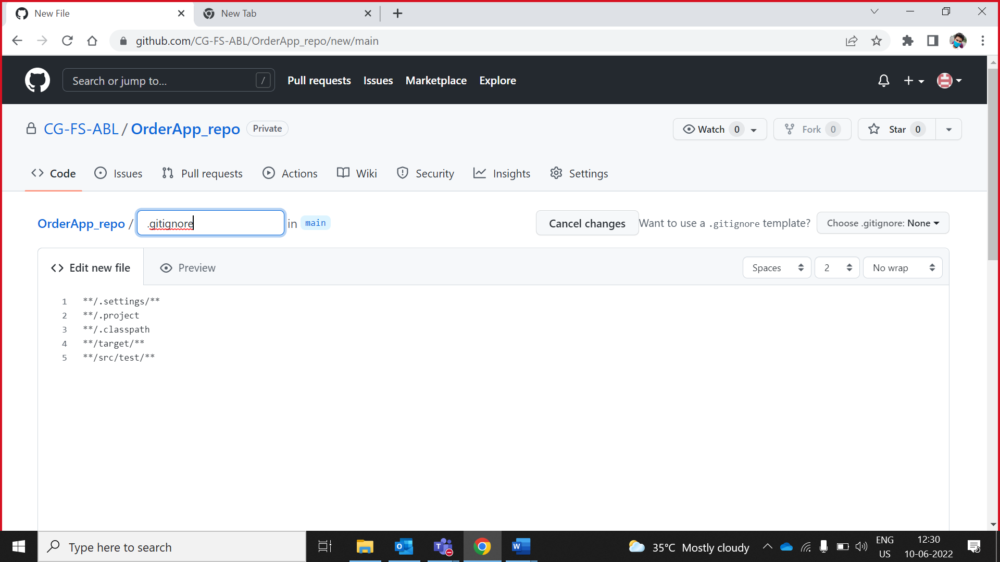 New File
New Tab
github.com/CG-FS-ABL/OrderApp_repo/new/main
Search or jump to... /
Pull requests Issues Marketplace Explore
CG-FS-ABL / OrderApp_repo Private
Watch 0 Fork 0 Star 0
Code Issues Pull requests Actions Wiki Security Insights Settings
OrderApp_repo / .gitignore in main
Cancel changes Want to use a .gitignore template? Choose .gitignore: None
Edit new file Preview
Spaces 2 No wrap
1 **/.settings/**
2 **/.project
3 **/.classpath
4 **/target/**
5 **/src/test/**
Type here to search
35°C Mostly cloudy
ENG
US
12:30
10-06-2022